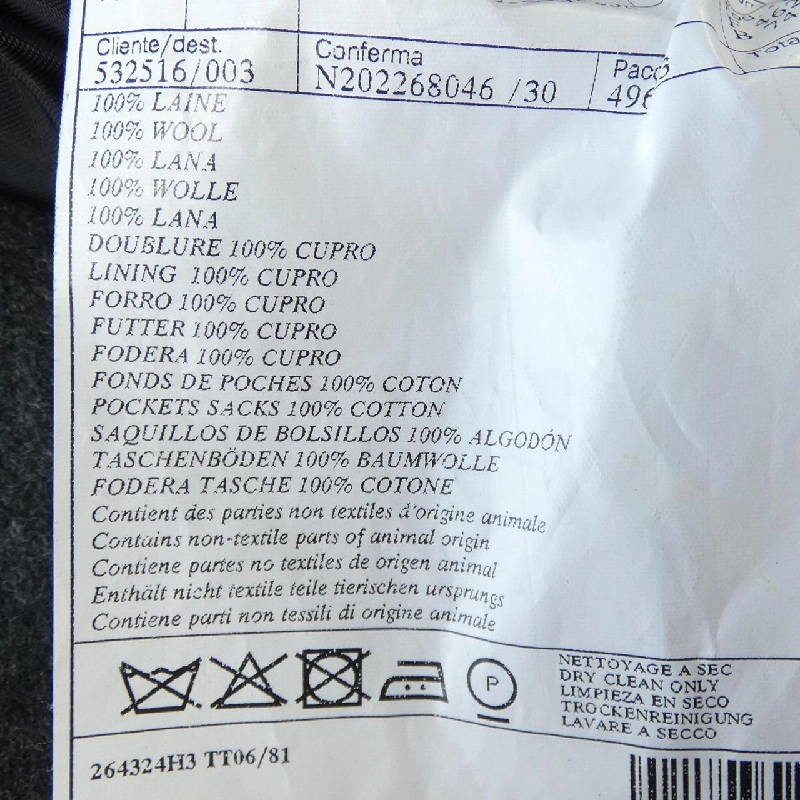 Cliente/dest. Conferma
532516/003 N202268046 /30
100% LAINE
100% WOOL
100% LANA
100% WOLLE
100% LANA
DOUBLURE 100% CUPRO
LINING 100% CUPRO
FORRO 100% CUPRO
FUTTER 100% CUPRO
FODERA 100% CUPRO
FONDS DE POCHES 100% COTON
POCKETS SACKS 100% COTTON
SAQUILLOS DE BOLSILLOS 100% ALGODÓN
TASCHENBÖDEN 100% BAUMWOLLE
FODERA TASCHE 100% COTONE
Contient des parties non textiles d'origine animale
Contains non-textile parts of animal origin
Contiene partes no textiles de origen animal
Enthält nicht textile teile tierischen ursprungs
Contiene parti non tessili di origine animale
P
NETTOYAGE A SEC
DRY CLEAN ONLY
LIMPIEZA EN SECO
TROCKENREINIGUNG
LAVARE A SECCO
264324H3 TT06/81